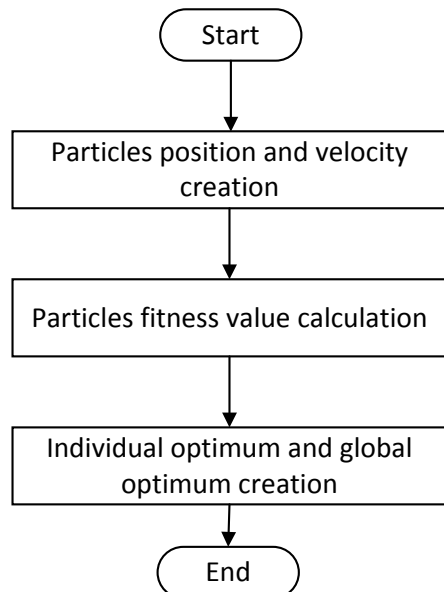 Start
Particles position and velocity
creation
Particles fitness value calculation
Individual optimum and global
optimum creation
End